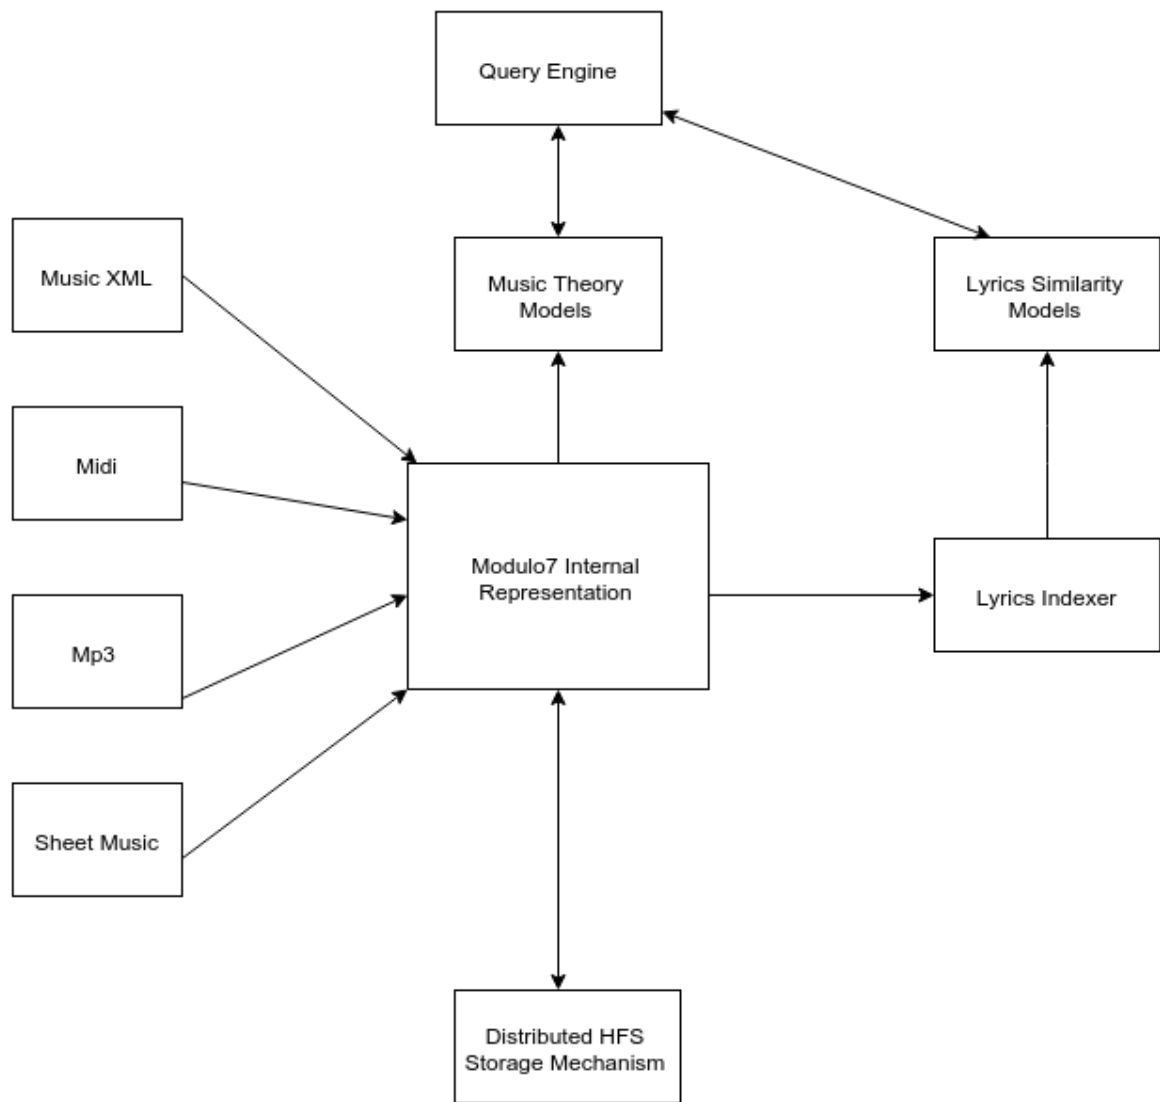 Query Engine
Music XML
Music Theory
Models
Lyrics Similarity
Models
Midi
Modulo7 Internal
Representation
Lyrics Indexer
Mp3
Sheet Music
Distributed HFS
Storage Mechanism